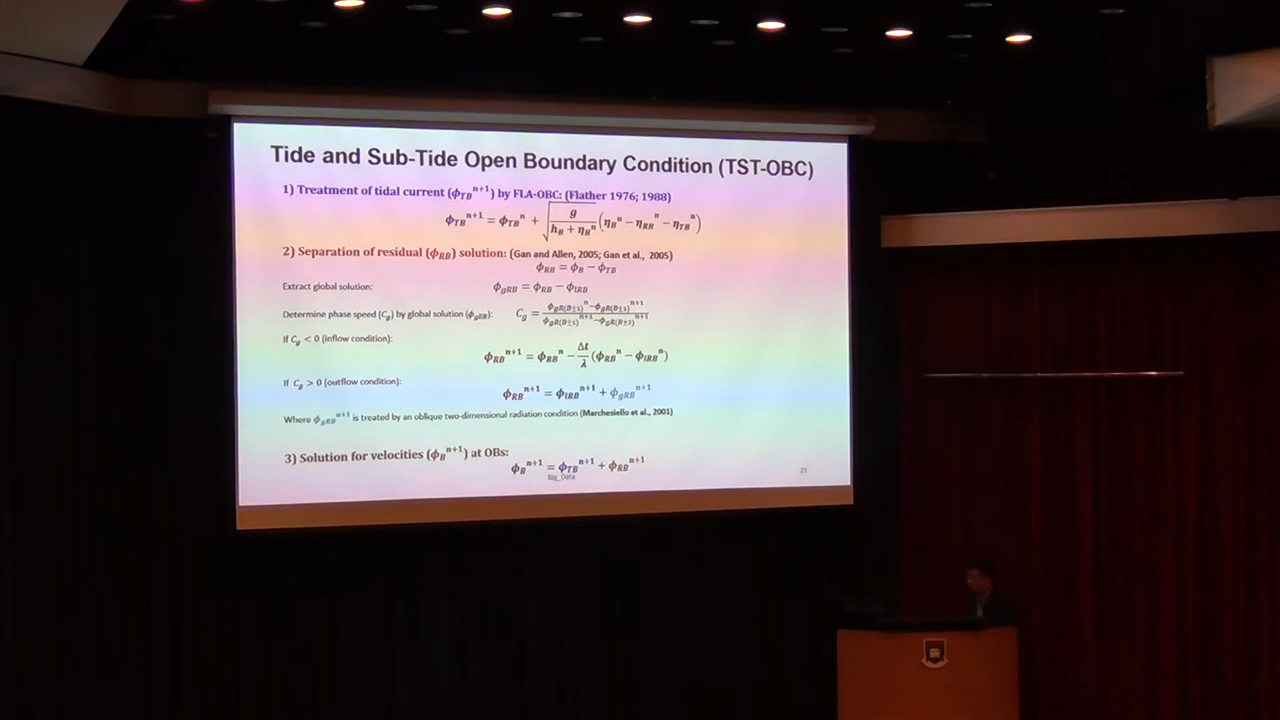 Tide and Sub-Tide Open Boundary Condition (TST-OBC)
1) Treatment of tidal current (ϕ_TB^n+1) by FLA-OBC: (Flather 1976; 1988)
ϕ_TB^n+1 = ϕ_TB^n + √(g / (h_B + η_B^n)) (η_B^n − η_RB^n − η_TB^n)
2) Separation of residual (ϕ_RB) solution: (Gan and Allen, 2005; Gan et al., 2005)
ϕ_RB = ϕ_B − ϕ_TB
Extract global solution: ϕ_gRB = ϕ_RB − ϕ_IRB
Determine phase speed (C_g) by global solution (ϕ_gRB): C_g = (ϕ_gR(B±1)^n − ϕ_gR(B±1)^n+1) / (ϕ_gR(B±1)^n+1 − ϕ_gR(B±2)^n+1)
If C_g < 0 (inflow condition):
ϕ_RB^n+1 = ϕ_RB^n − Δt/λ (ϕ_RB^n − ϕ_IRB^n)
If C_g > 0 (outflow condition):
ϕ_RB^n+1 = ϕ_IRB^n+1 + ϕ_gRB^n+1
Where ϕ_gRB^n+1 is treated by an oblique two-dimensional radiation condition (Marchesiello et al., 2001)
3) Solution for velocities (ϕ_B^n+1) at OBs:
ϕ_B^n+1 = ϕ_TB^n+1 + ϕ_RB^n+1
Big_Data
21